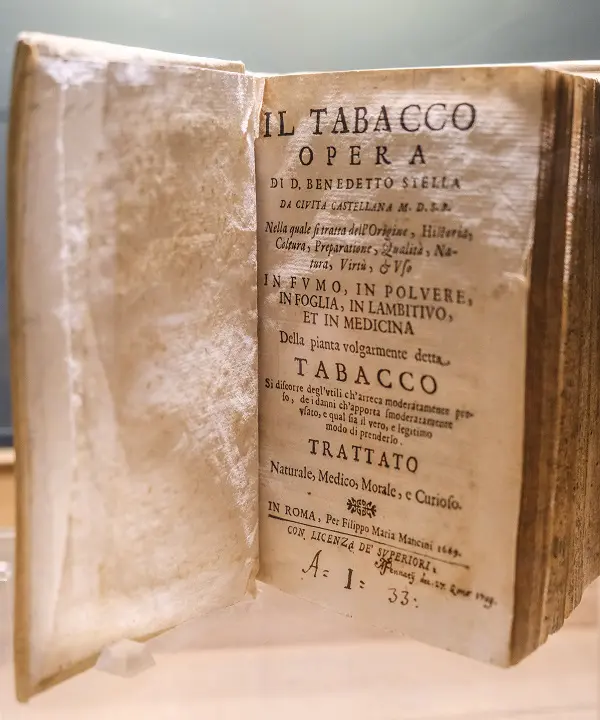 IL TABACCO
OPERA
DI D. BENEDETTO STELLA
DA CIVITA CASTELLANA M. D. S. B.
Nella quale ſi tratta dell'Origine, Hiſtoria,
Coltura, Preparatione, Qualità, Na-
tura, Virtù, & Vſo
IN FVMO, IN POLVERE,
IN FOGLIA, IN LAMBITIVO,
ET IN MEDICINA
Della pianta volgarmente detta
TABACCO
Si diſcorre degl'vtili ch'arreca moderatamente pre-
ſo, de i danni ch'apporta ſmoderatamente
vſato, e qual ſia il vero, e legitimo
modo di prenderlo.
TRATTATO
Naturale, Medico, Morale, e Curioſo.
IN ROMA, Per Filippo Maria Mancini 1669.
CON LICENZA DE' SUPERIORI,
A= I= 33: